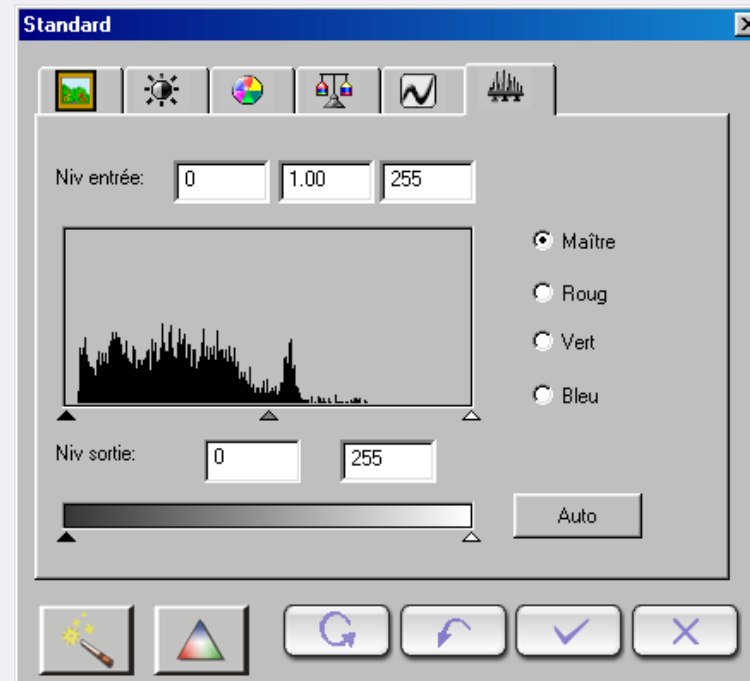 Standard
Niv entrée: 0 1.00 255
Maître
Roug
Vert
Bleu
Niv sortie: 0 255
Auto